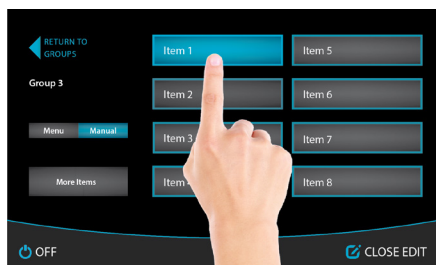 RETURN TO
GROUPS
Group 3
Menu Manual
More Items
Item 1
Item 2
Item 3
Item
Item 5
Item 6
Item 7
Item 8
OFF
CLOSE EDIT